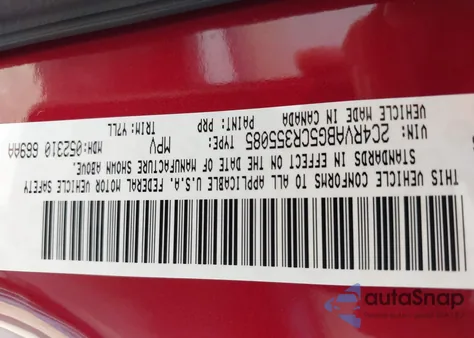 THIS VEHICLE CONFORMS TO ALL APPLICABLE U.S.A. FEDERAL MOTOR VEHICLE SAFETY
STANDARDS IN EFFECT ON THE DATE OF MANUFACTURE SHOWN ABOVE.
VIN: 2C4RVABG5CR355085 TYPE: MPV MDH: 052310 669AA
VEHICLE MADE IN CANADA PAINT: PRP TRIM: Y7LL
autoSnap